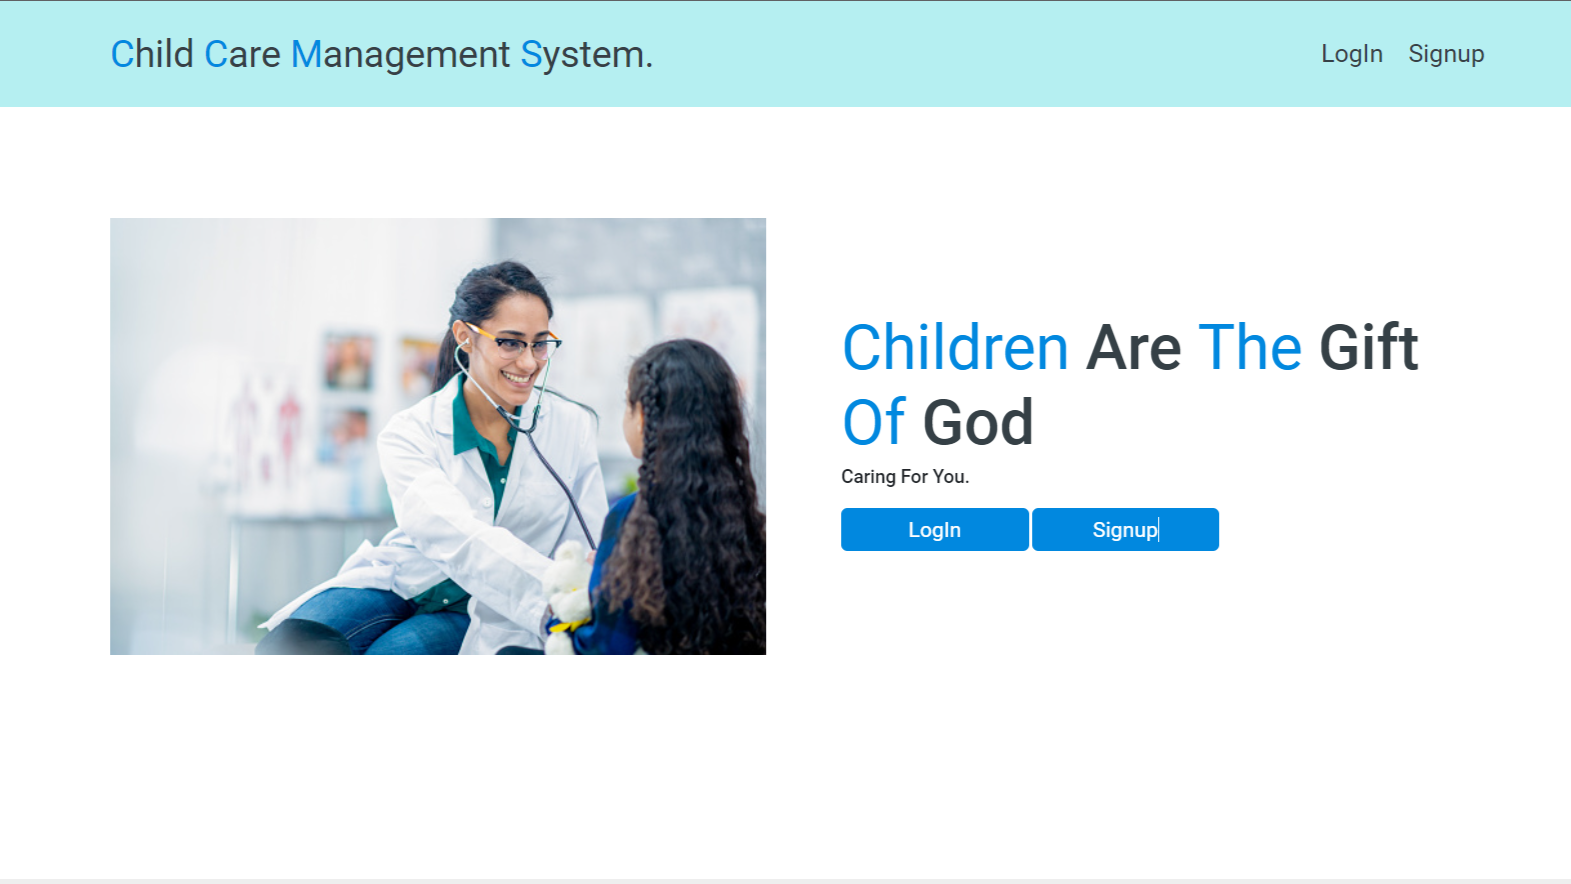 Child Care Management System.
LogIn Signup
Children Are The Gift
Of God
Caring For You.
LogIn Signup